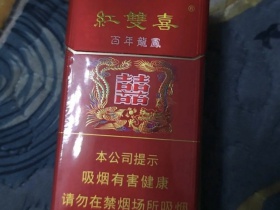 紅雙喜
百年龍鳳
囍
本公司提示
吸烟有害健康
请勿在禁烟场所吸烟